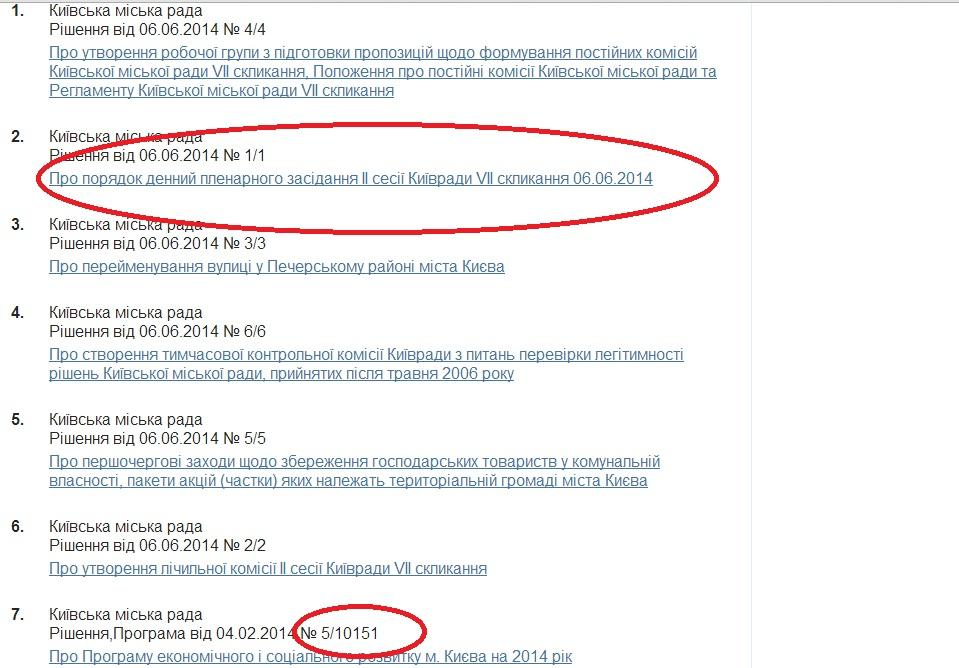 1. Київська міська рада
Рішення від 06.06.2014 № 4/4
Про утворення робочої групи з підготовки пропозицій щодо формування постійних комісій
Київської міської ради VII скликання, Положення про постійні комісії Київської міської ради та
Регламенту Київської міської ради VII скликання
2. Київська міська рада
Рішення від 06.06.2014 № 1/1
Про порядок денний пленарного засідання II сесії Київради VII скликання 06.06.2014
3. Київська міська рада
Рішення від 06.06.2014 № 3/3
Про перейменування вулиці у Печерському районі міста Києва
4. Київська міська рада
Рішення від 06.06.2014 № 6/6
Про створення тимчасової контрольної комісії Київради з питань перевірки легітимності
рішень Київської міської ради, прийнятих після травня 2006 року
5. Київська міська рада
Рішення від 06.06.2014 № 5/5
Про першочергові заходи щодо збереження господарських товариств у комунальній
власності, пакети акцій (частки) яких належать територіальній громаді міста Києва
6. Київська міська рада
Рішення від 06.06.2014 № 2/2
Про утворення лічильної комісії II сесії Київради VII скликання
7. Київська міська рада
Рішення,Програма від 04.02.2014 № 5/10151
Про Програму економічного і соціального розвитку м. Києва на 2014 рік